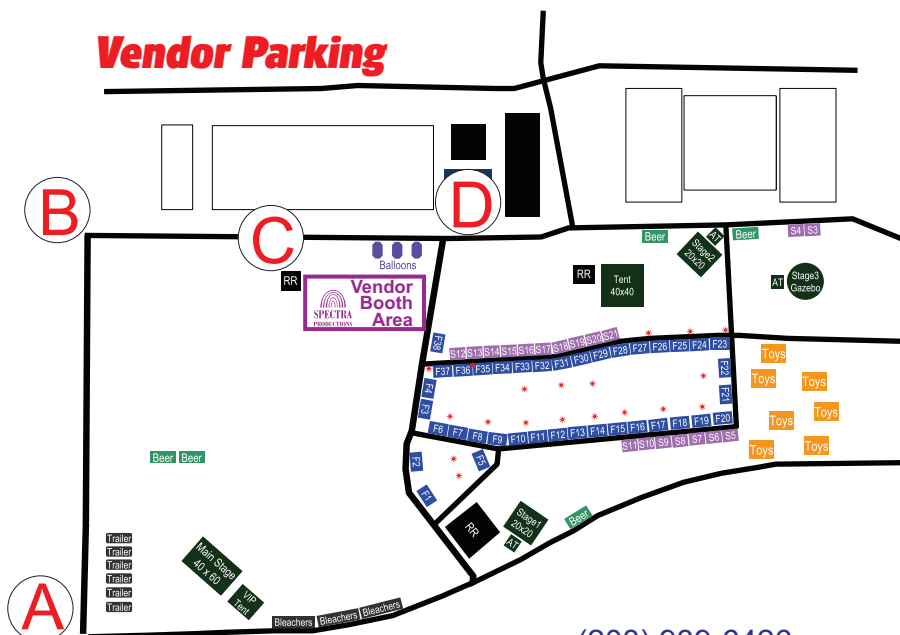 Vendor Parking
B
C
D
Balloons
RR
SPECTRA
PRODUCTIONS
Vendor
Booth
Area
Beer
AT
Stage2
20x20
Beer
S4 S3
RR
Tent
40x40
AT
Stage3
Gazebo
F38
S12 S13 S14 S15 S16 S17 S18 S19 S20 S21
F37 F36 F35 F34 F33 F32 F31 F30 F29 F28 F27 F26 F25 F24 F23
F4
F3
F22
F21
F6 F7 F8 F9 F10 F11 F12 F13 F14 F15 F16 F17 F18 F19 F20
S11 S10 S9 S8 S7 S6 S5
Toys
Toys
Toys
Toys
Toys
Toys
Toys
F2
F5
F1
Beer Beer
RR
Stage1
20x20
AT
Beer
Trailer
Trailer
Trailer
Trailer
Trailer
Trailer
Main Stage
40 x 60
VIP
Tent
A
Bleachers Bleachers Bleachers